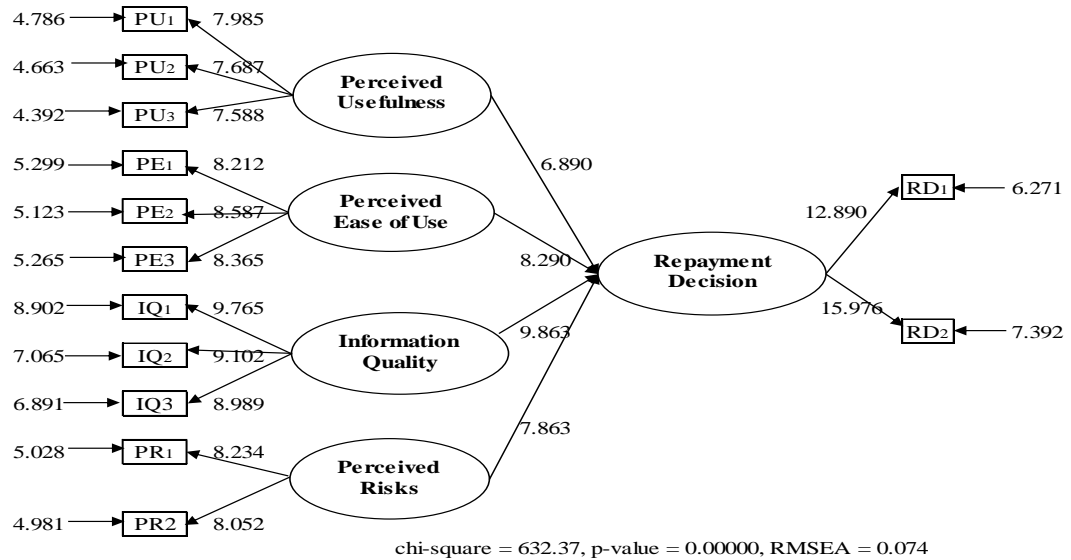 4.786 PU1 7.985
4.663 PU2 7.687
4.392 PU3 7.588
Perceived
Usefulness
5.299 PE1 8.212
5.123 PE2 8.587
5.265 PE3 8.365
Perceived
Ease of Use
8.902 IQ1 9.765
7.065 IQ2 9.102
6.891 IQ3 8.989
Information
Quality
5.028 PR1 8.234
4.981 PR2 8.052
Perceived
Risks
6.890
8.290
9.863
7.863
Repayment
Decision
12.890
15.976
RD1 6.271
RD2 7.392
chi-square = 632.37, p-value = 0.00000, RMSEA = 0.074